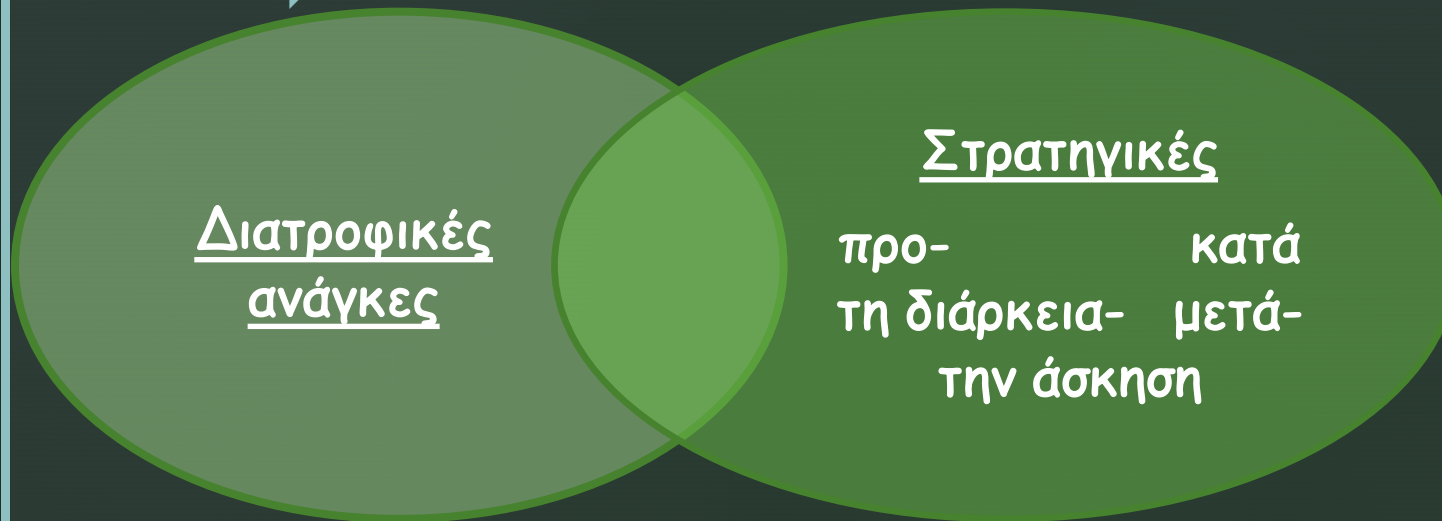 Διατροφικές
ανάγκες
Στρατηγικές
προ- κατά
τη διάρκεια- μετά-
την άσκηση